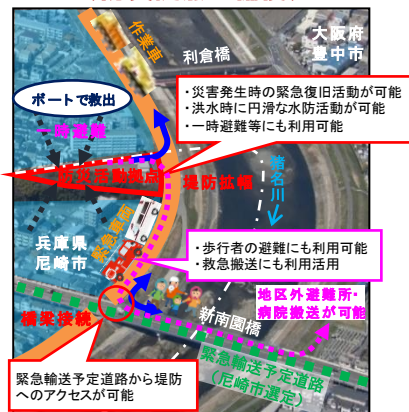 作業車
利倉橋
大阪府
豊中市
・災害発生時の緊急復旧活動が可能
・洪水時に円滑な水防活動が可能
・一時避難等にも利用可能
ボートで救出
一時避難
防災活動拠点
堤防拡幅
猪名川
兵庫県
尼崎市
緊急車両
・歩行者の避難にも利用可能
・救急搬送にも利用活用
地区外避難所・
病院搬送が可能
新南園橋
橋梁接続
緊急輸送予定道路
(尼崎市選定)
緊急輸送予定道路から堤防
へのアクセスが可能